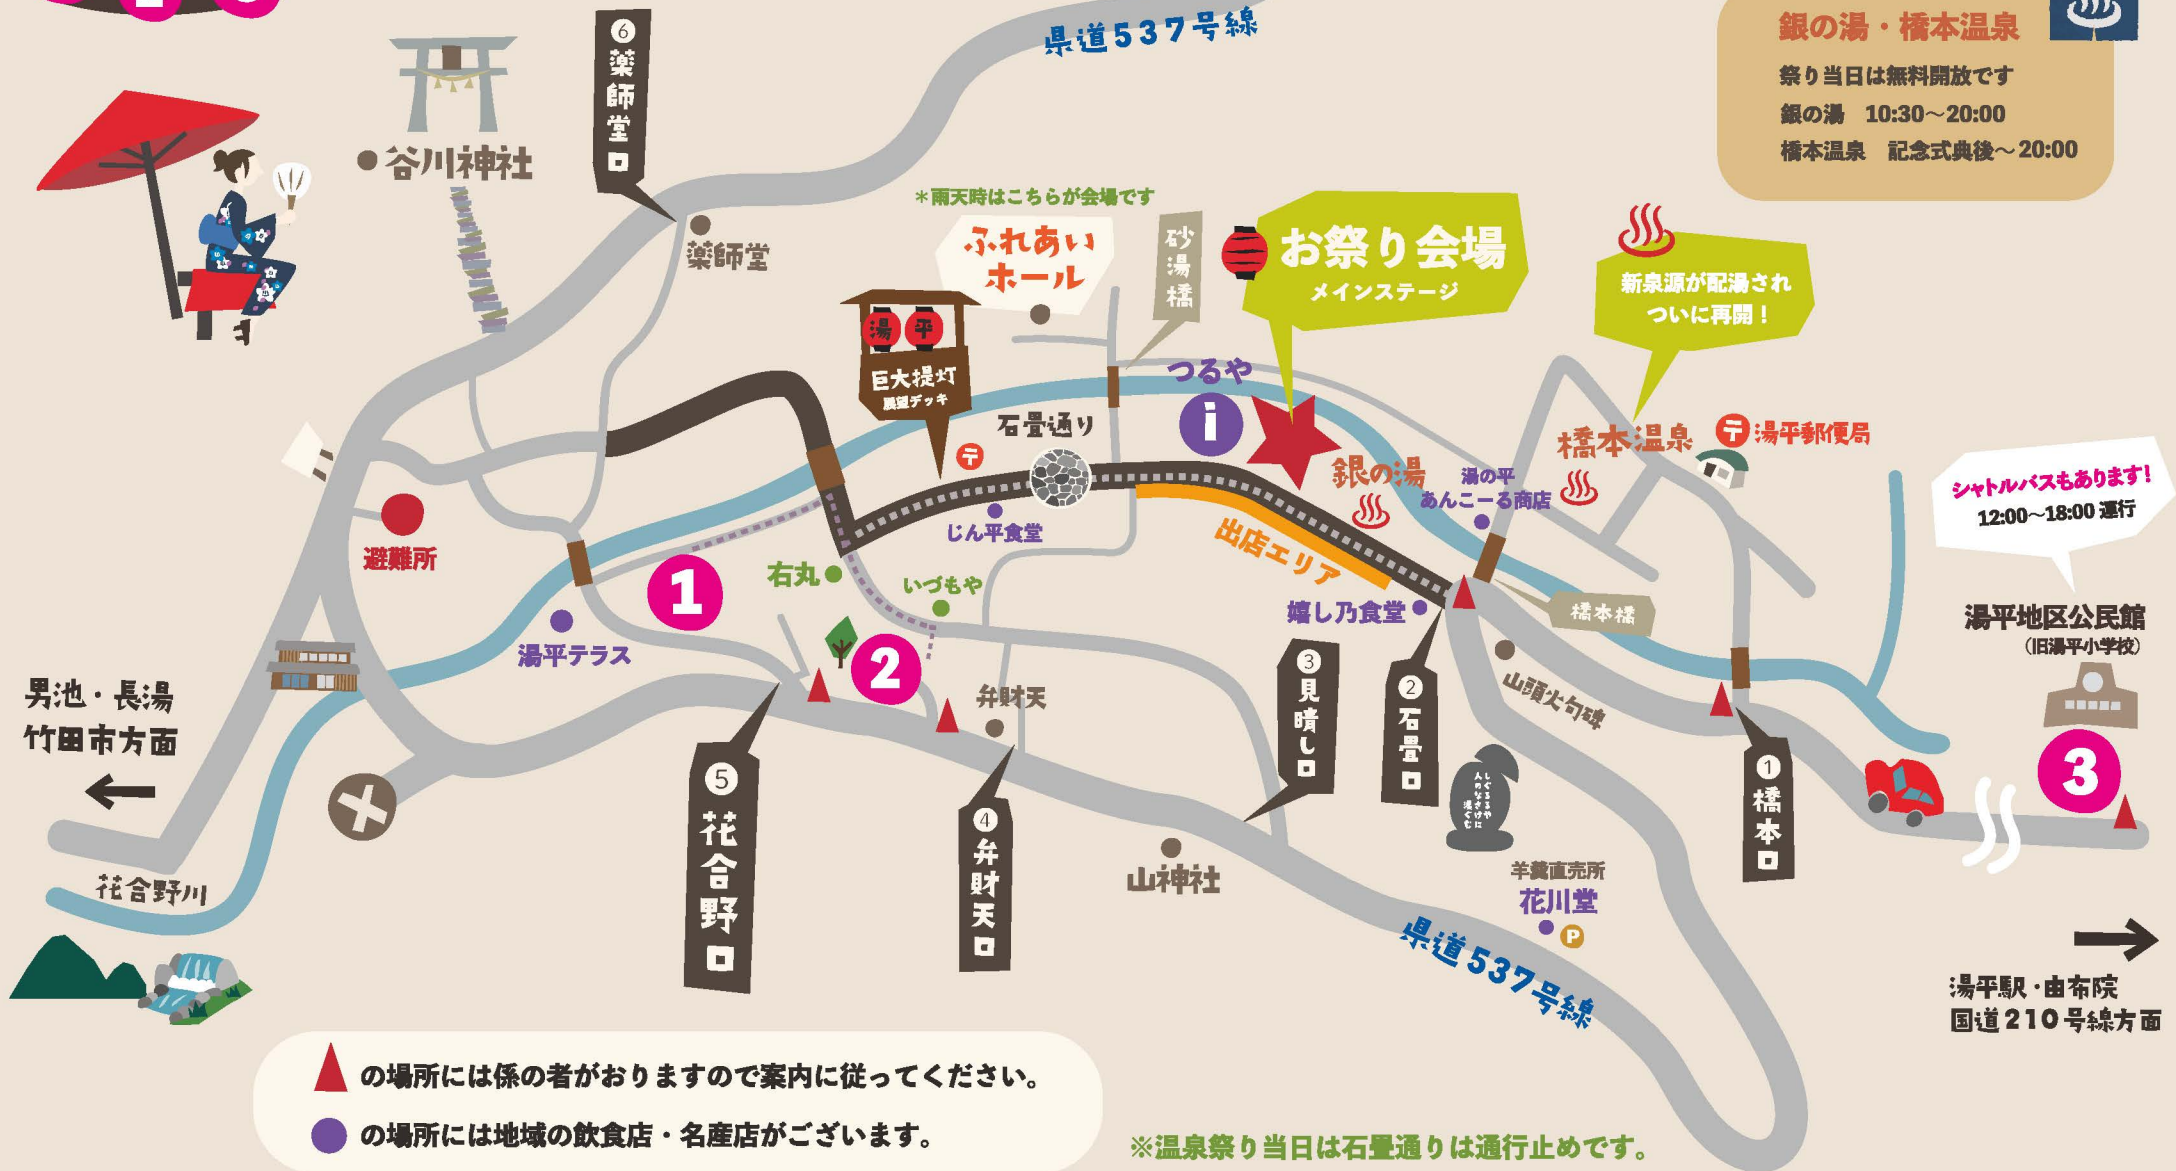 県道537号線
銀の湯・橋本温泉
祭り当日は無料開放です
銀の湯 10:30～20:00
橋本温泉 記念式典後～20:00
⑥薬師堂口
谷川神社
薬師堂
＊雨天時はこちらが会場です
ふれあい
ホール
砂湯橋
お祭り会場
メインステージ
新泉源が配湯され
ついに再開！
湯 平
巨大提灯
展望デッキ
つるや
i
石畳通り
〒
銀の湯
湯の平
あんこーる商店
橋本温泉
〒湯平郵便局
シャトルバスもあります!
12:00～18:00 運行
避難所
じん平食堂
出店エリア
1
右丸
いづもや
嬉し乃食堂
橋本橋
湯平地区公民館
（旧湯平小学校）
湯平テラス
2
弁財天
③見晴し口
②石畳口
山頭火句碑
男池・長湯
竹田市方面
⑤花合野口
④弁財天口
しぐるるや
人のなさけに
涙ぐむ
①橋本口
3
山神社
羊羹直売所
花川堂
P
花合野川
県道537号線
湯平駅・由布院
国道210号線方面
の場所には係の者がおりますので案内に従ってください。
の場所には地域の飲食店・名産店がございます。
※温泉祭り当日は石畳通りは通行止めです。